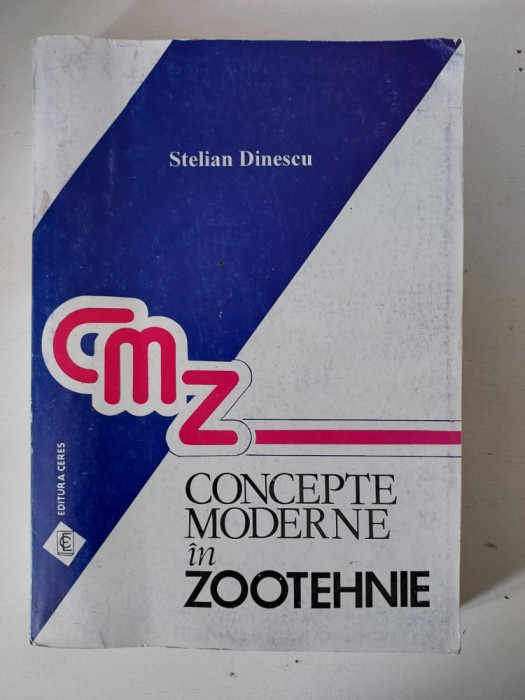 Stelian Dinescu
CMZ
EDITURA CERES
CONCEPTE
MODERNE
în
ZOOTEHNIE